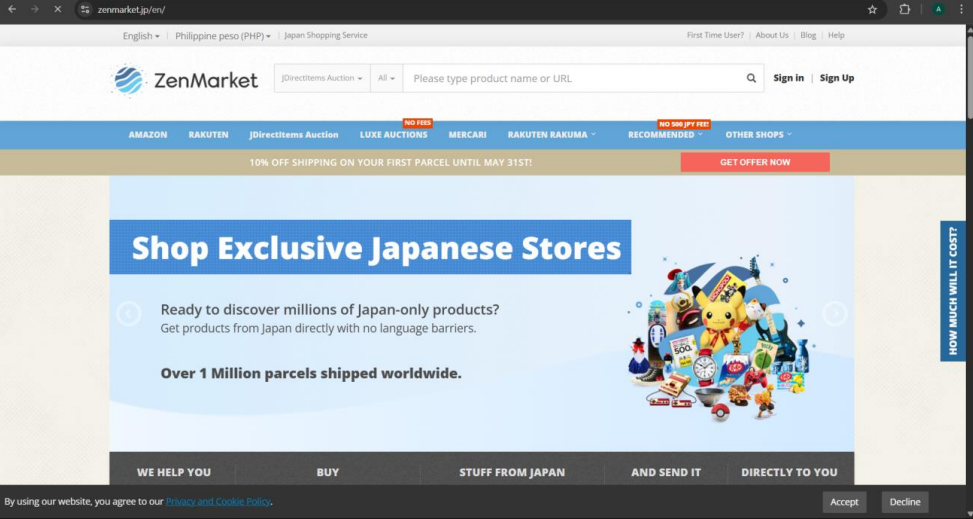 zenmarket.jp/en/
A
English
Philippine peso (PHP)
Japan Shopping Service
First Time User? | About Us | Blog | Help
ZenMarket
JDirectItems Auction
All
Please type product name or URL
Sign in | Sign Up
NO FEES
NO 500 JPY FEE!
AMAZON RAKUTEN JDirectItems Auction LUXE AUCTIONS MERCARI RAKUTEN RAKUMA RECOMMENDED OTHER SHOPS
10% OFF SHIPPING ON YOUR FIRST PARCEL UNTIL MAY 31ST!
GET OFFER NOW
Shop Exclusive Japanese Stores
Ready to discover millions of Japan-only products?
Get products from Japan directly with no language barriers.
Over 1 Million parcels shipped worldwide.
500
HOW MUCH WILL IT COST?
WE HELP YOU BUY STUFF FROM JAPAN AND SEND IT DIRECTLY TO YOU
By using our website, you agree to our Privacy and Cookie Policy.
Accept
Decline